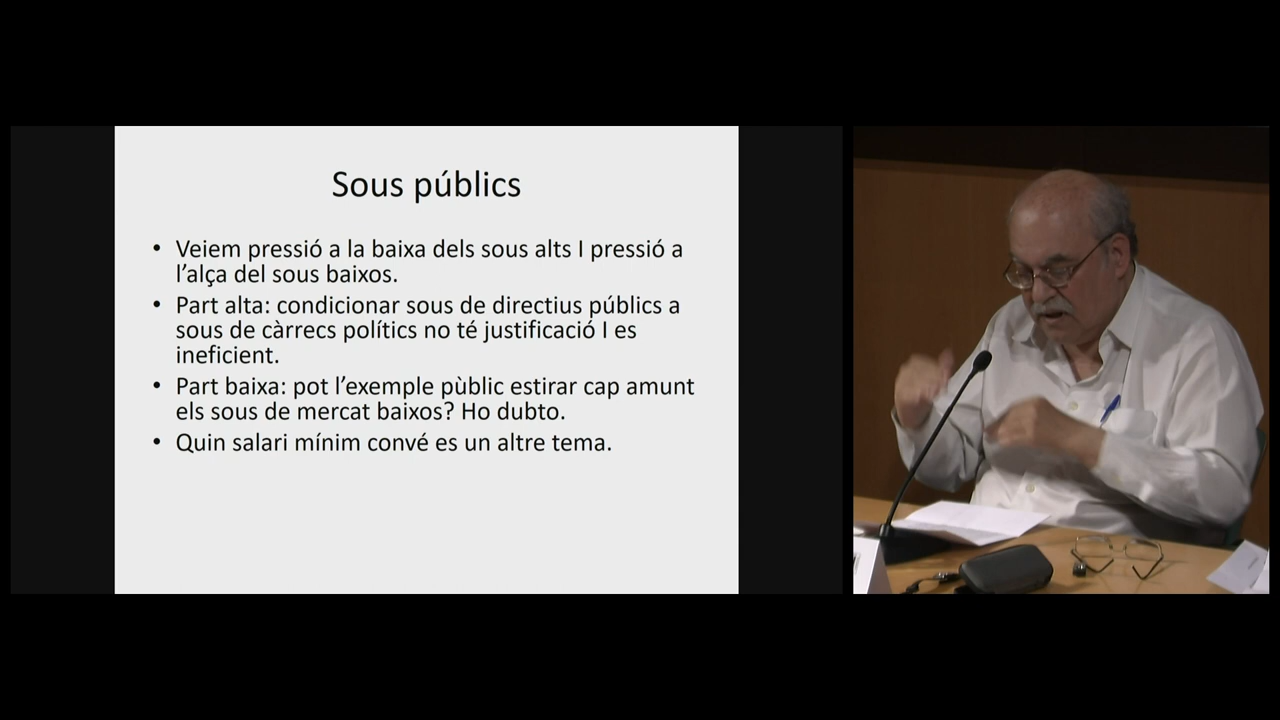 Sous públics
• Veiem pressió a la baixa dels sous alts I pressió a
l’alça del sous baixos.
• Part alta: condicionar sous de directius públics a
sous de càrrecs polítics no té justificació I es
ineficient.
• Part baixa: pot l’exemple pùblic estirar cap amunt
els sous de mercat baixos? Ho dubto.
• Quin salari mínim convé es un altre tema.